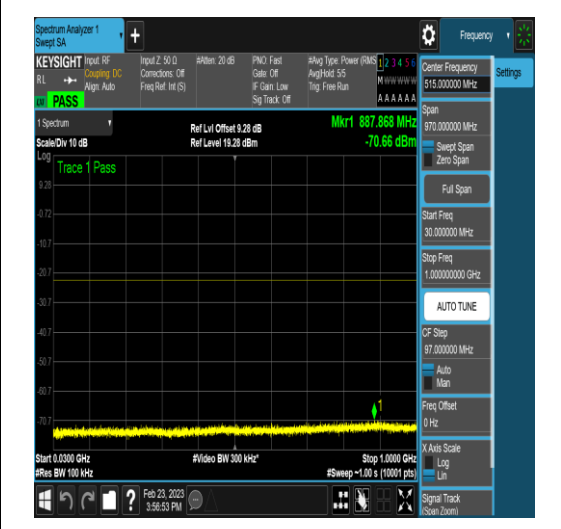 Spectrum Analyzer 1
Swept SA
Frequency
KEYSIGHT
RL
Input: RF
Coupling: DC
Align: Auto
Input Z: 50 Ω
Corrections: Off
Freq Ref: Int (S)
#Atten: 20 dB
PNO: Fast
Gate: Off
IF Gain: Low
Sig Track: Off
#Avg Type: Power (RMS
Avg|Hold: 5/5
Trig: Free Run
1 2 3 4 5 6
M W W W W W
A A A A A A
PASS
Center Frequency
515.000000 MHz
Settings
Span
970.000000 MHz
Swept Span
Zero Span
Full Span
Start Freq
30.000000 MHz
Stop Freq
1.000000000 GHz
AUTO TUNE
CF Step
97.000000 MHz
Auto
Man
Freq Offset
0 Hz
X Axis Scale
Log
Lin
Signal Track
(Span Zoom)
1 Spectrum
Scale/Div 10 dB
Ref Lvl Offset 9.28 dB
Ref Level 19.28 dBm
Mkr1 887.868 MHz
-70.66 dBm
Log
Trace 1 Pass
9.28
-0.72
-10.7
-20.7
-30.7
-40.7
-50.7
-60.7
-70.7
1
Start 0.0300 GHz
#Res BW 100 kHz
#Video BW 300 kHz*
Stop 1.0000 GHz
#Sweep ~1.00 s (10001 pts)
Feb 23, 2023
3:56:53 PM